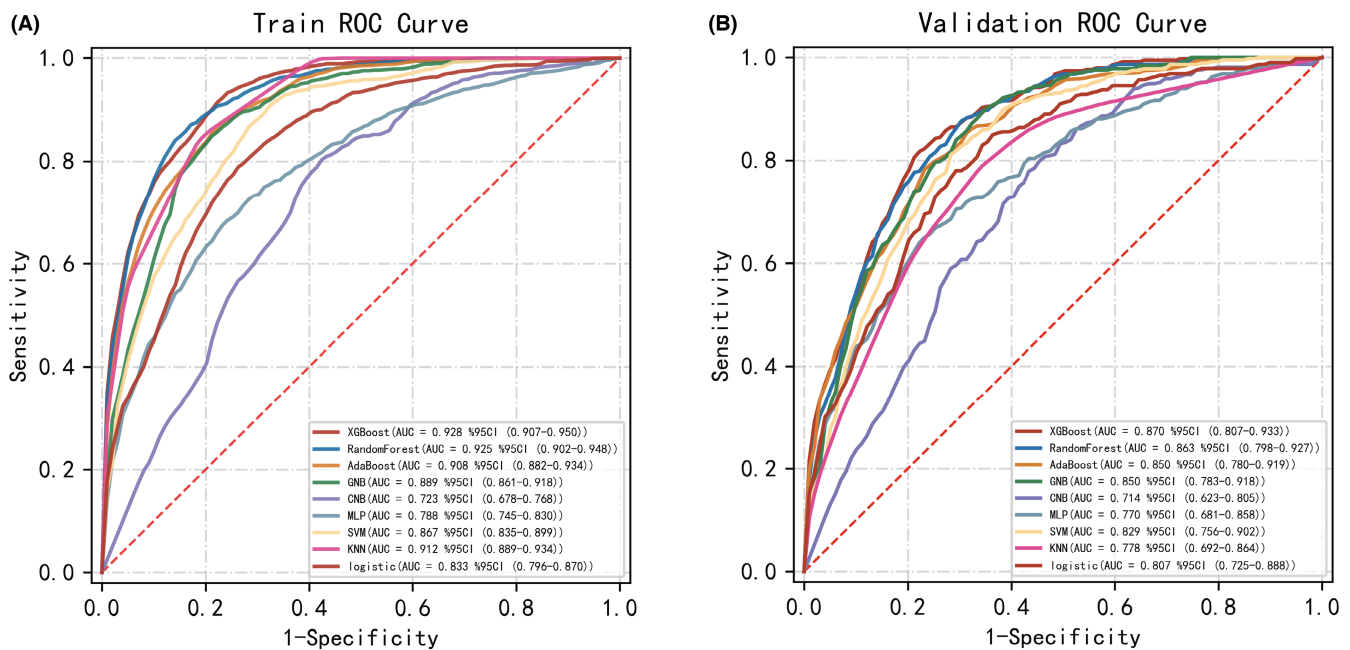 (A) Train ROC Curve
Sensitivity
1.0
0.8
0.6
0.4
0.2
0.0
XGBoost(AUC = 0.928 %95CI (0.907-0.950))
RandomForest(AUC = 0.925 %95CI (0.902-0.948))
AdaBoost(AUC = 0.908 %95CI (0.882-0.934))
GNB(AUC = 0.889 %95CI (0.861-0.918))
CNB(AUC = 0.723 %95CI (0.678-0.768))
MLP(AUC = 0.788 %95CI (0.745-0.830))
SVM(AUC = 0.867 %95CI (0.835-0.899))
KNN(AUC = 0.912 %95CI (0.889-0.934))
logistic(AUC = 0.833 %95CI (0.796-0.870))
0.0 0.2 0.4 0.6 0.8 1.0
1-Specificity
(B) Validation ROC Curve
Sensitivity
1.0
0.8
0.6
0.4
0.2
0.0
XGBoost(AUC = 0.870 %95CI (0.807-0.933))
RandomForest(AUC = 0.863 %95CI (0.798-0.927))
AdaBoost(AUC = 0.850 %95CI (0.780-0.919))
GNB(AUC = 0.850 %95CI (0.783-0.918))
CNB(AUC = 0.714 %95CI (0.623-0.805))
MLP(AUC = 0.770 %95CI (0.681-0.858))
SVM(AUC = 0.829 %95CI (0.756-0.902))
KNN(AUC = 0.778 %95CI (0.692-0.864))
logistic(AUC = 0.807 %95CI (0.725-0.888))
0.0 0.2 0.4 0.6 0.8 1.0
1-Specificity